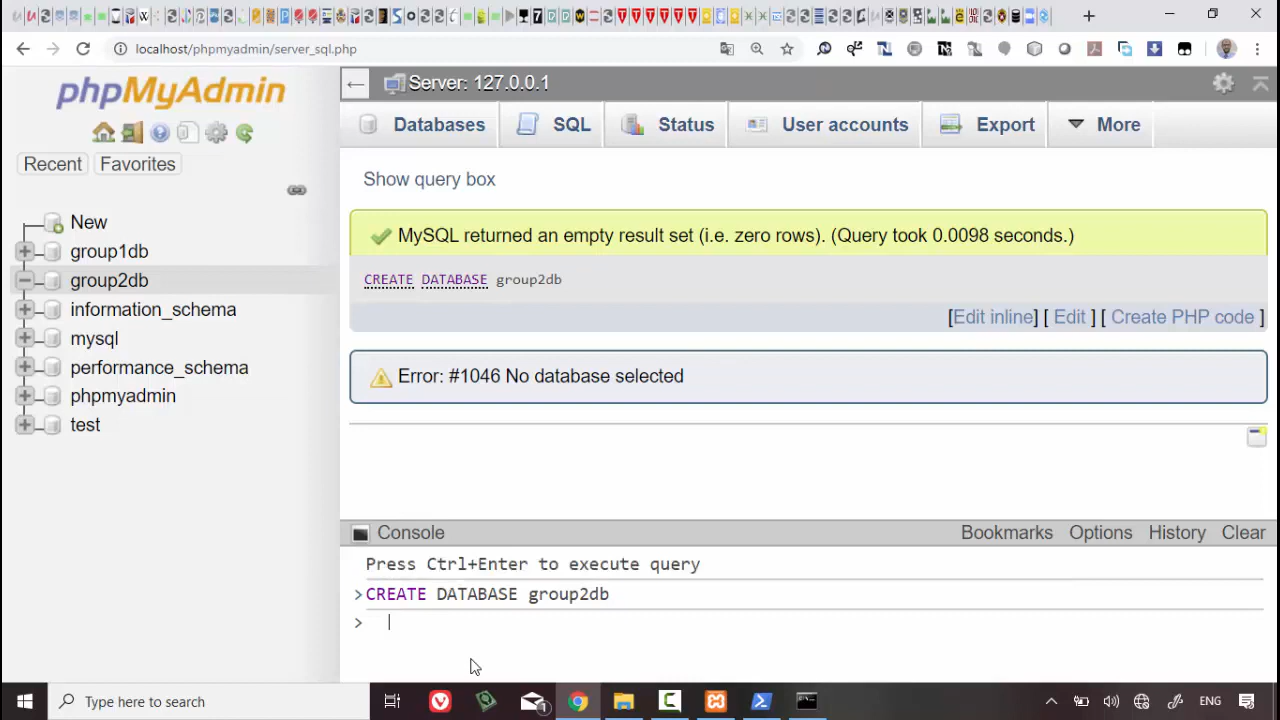 localhost/phpmyadmin/server_sql.php
phpMyAdmin
Recent Favorites
New
group1db
group2db
information_schema
mysql
performance_schema
phpmyadmin
test
← Server: 127.0.0.1
Databases SQL Status User accounts Export More
Show query box
MySQL returned an empty result set (i.e. zero rows). (Query took 0.0098 seconds.)
CREATE DATABASE group2db
[Edit inline] [ Edit ] [ Create PHP code ]
Error: #1046 No database selected
Console Bookmarks Options History Clear
Press Ctrl+Enter to execute query
>CREATE DATABASE group2db
>
Type here to search
1
ENG